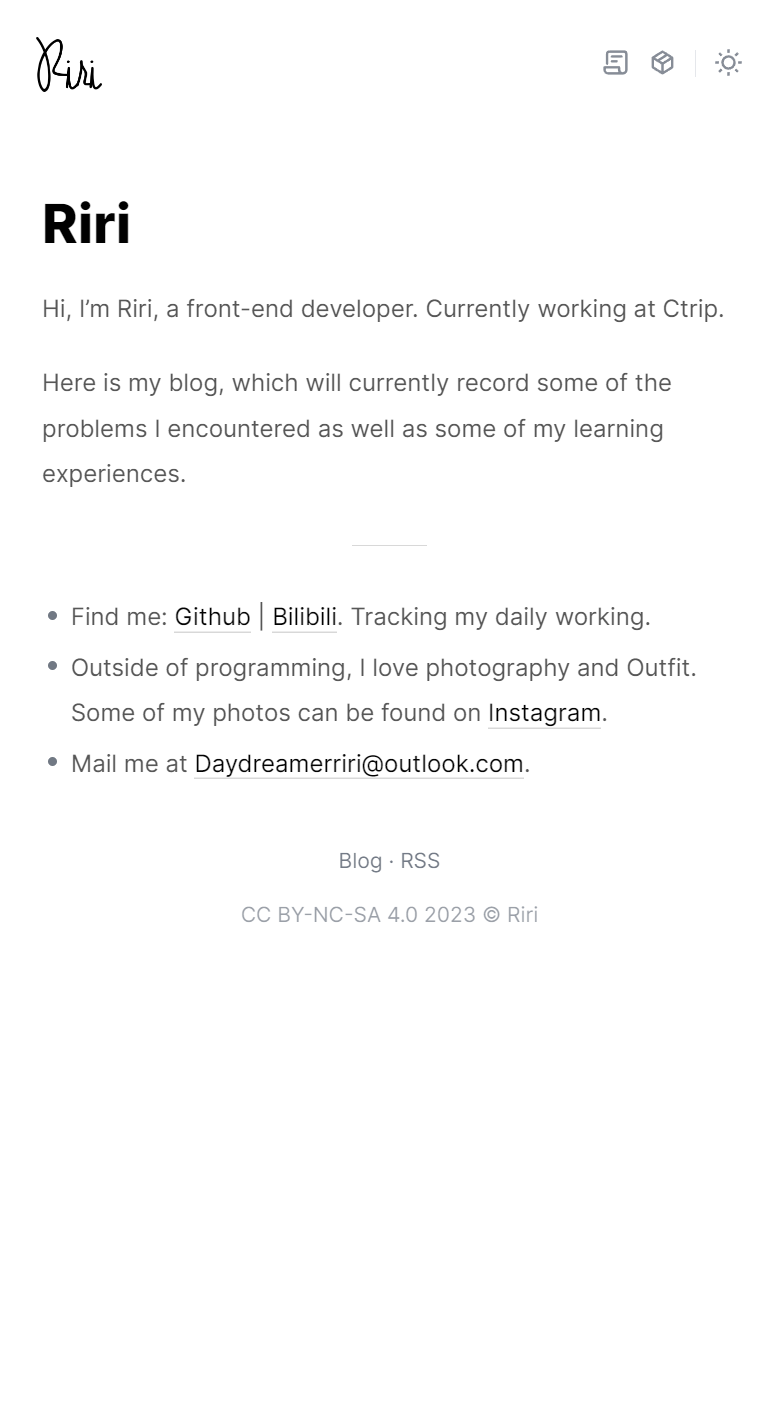 Riri
Riri
Hi, I’m Riri, a front-end developer. Currently working at Ctrip.
Here is my blog, which will currently record some of the
problems I encountered as well as some of my learning
experiences.
Find me: Github | Bilibili. Tracking my daily working.
Outside of programming, I love photography and Outfit.
Some of my photos can be found on Instagram.
Mail me at Daydreamerriri@outlook.com.
Blog · RSS
CC BY-NC-SA 4.0 2023 © Riri